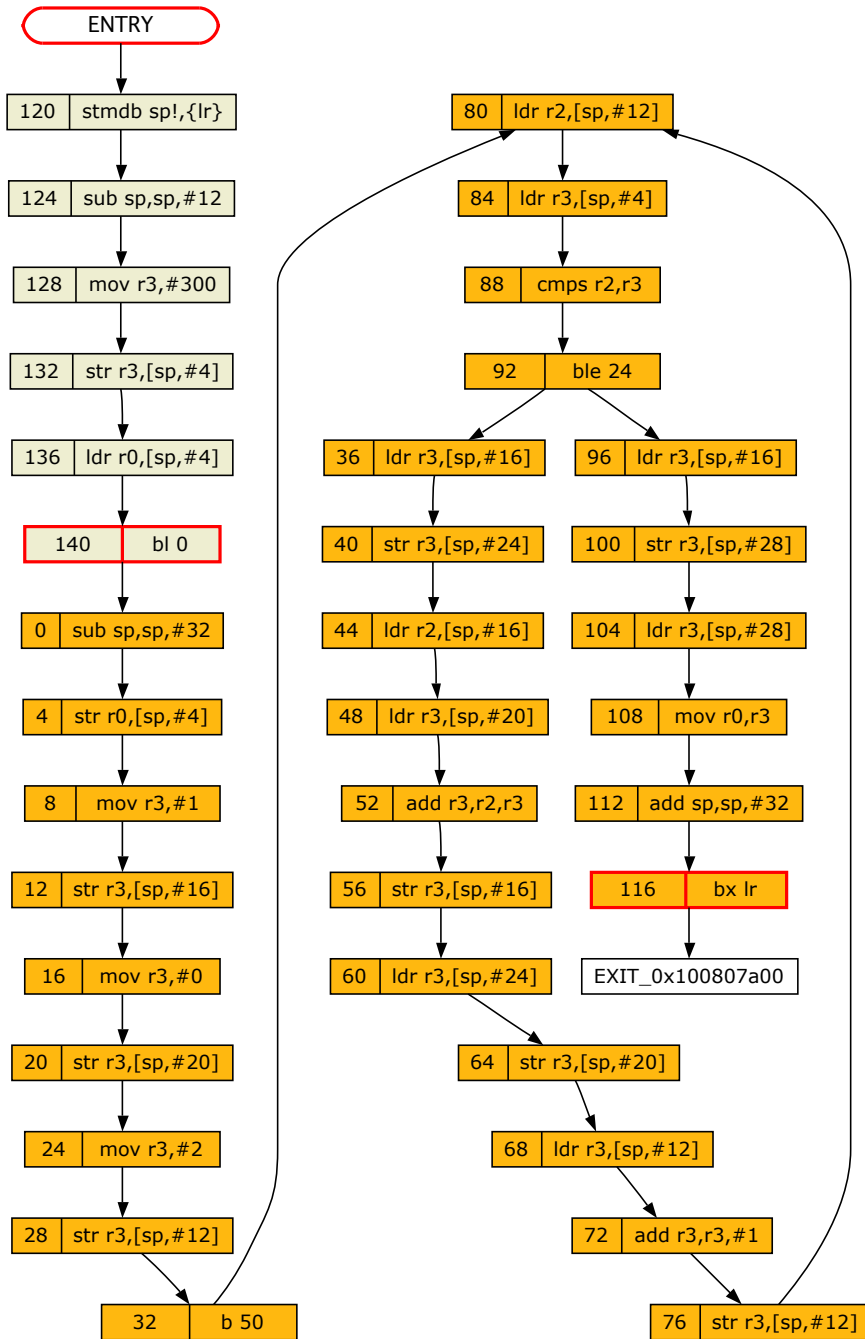 ENTRY
120 stmdb sp!,{lr}
124 sub sp,sp,#12
128 mov r3,#300
132 str r3,[sp,#4]
136 ldr r0,[sp,#4]
140 bl 0
0 sub sp,sp,#32
4 str r0,[sp,#4]
8 mov r3,#1
12 str r3,[sp,#16]
16 mov r3,#0
20 str r3,[sp,#20]
24 mov r3,#2
28 str r3,[sp,#12]
32 b 50
80 ldr r2,[sp,#12]
84 ldr r3,[sp,#4]
88 cmps r2,r3
92 ble 24
36 ldr r3,[sp,#16]
40 str r3,[sp,#24]
44 ldr r2,[sp,#16]
48 ldr r3,[sp,#20]
52 add r3,r2,r3
56 str r3,[sp,#16]
60 ldr r3,[sp,#24]
64 str r3,[sp,#20]
68 ldr r3,[sp,#12]
72 add r3,r3,#1
76 str r3,[sp,#12]
96 ldr r3,[sp,#16]
100 str r3,[sp,#28]
104 ldr r3,[sp,#28]
108 mov r0,r3
112 add sp,sp,#32
116 bx lr
EXIT_0x100807a00